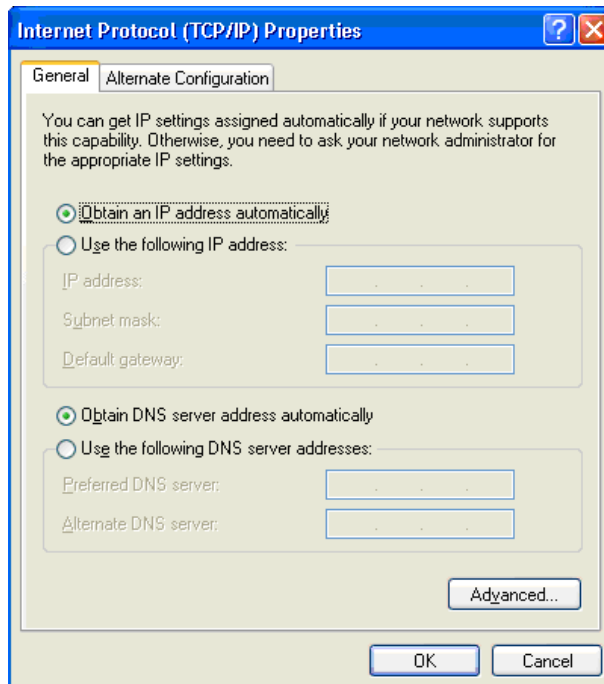 Internet Protocol (TCP/IP) Properties
General
Alternate Configuration
You can get IP settings assigned automatically if your network supports
this capability. Otherwise, you need to ask your network administrator for
the appropriate IP settings.
Obtain an IP address automatically
Use the following IP address:
IP address:
Subnet mask:
Default gateway:
Obtain DNS server address automatically
Use the following DNS server addresses:
Preferred DNS server:
Alternate DNS server:
Advanced...
OK
Cancel